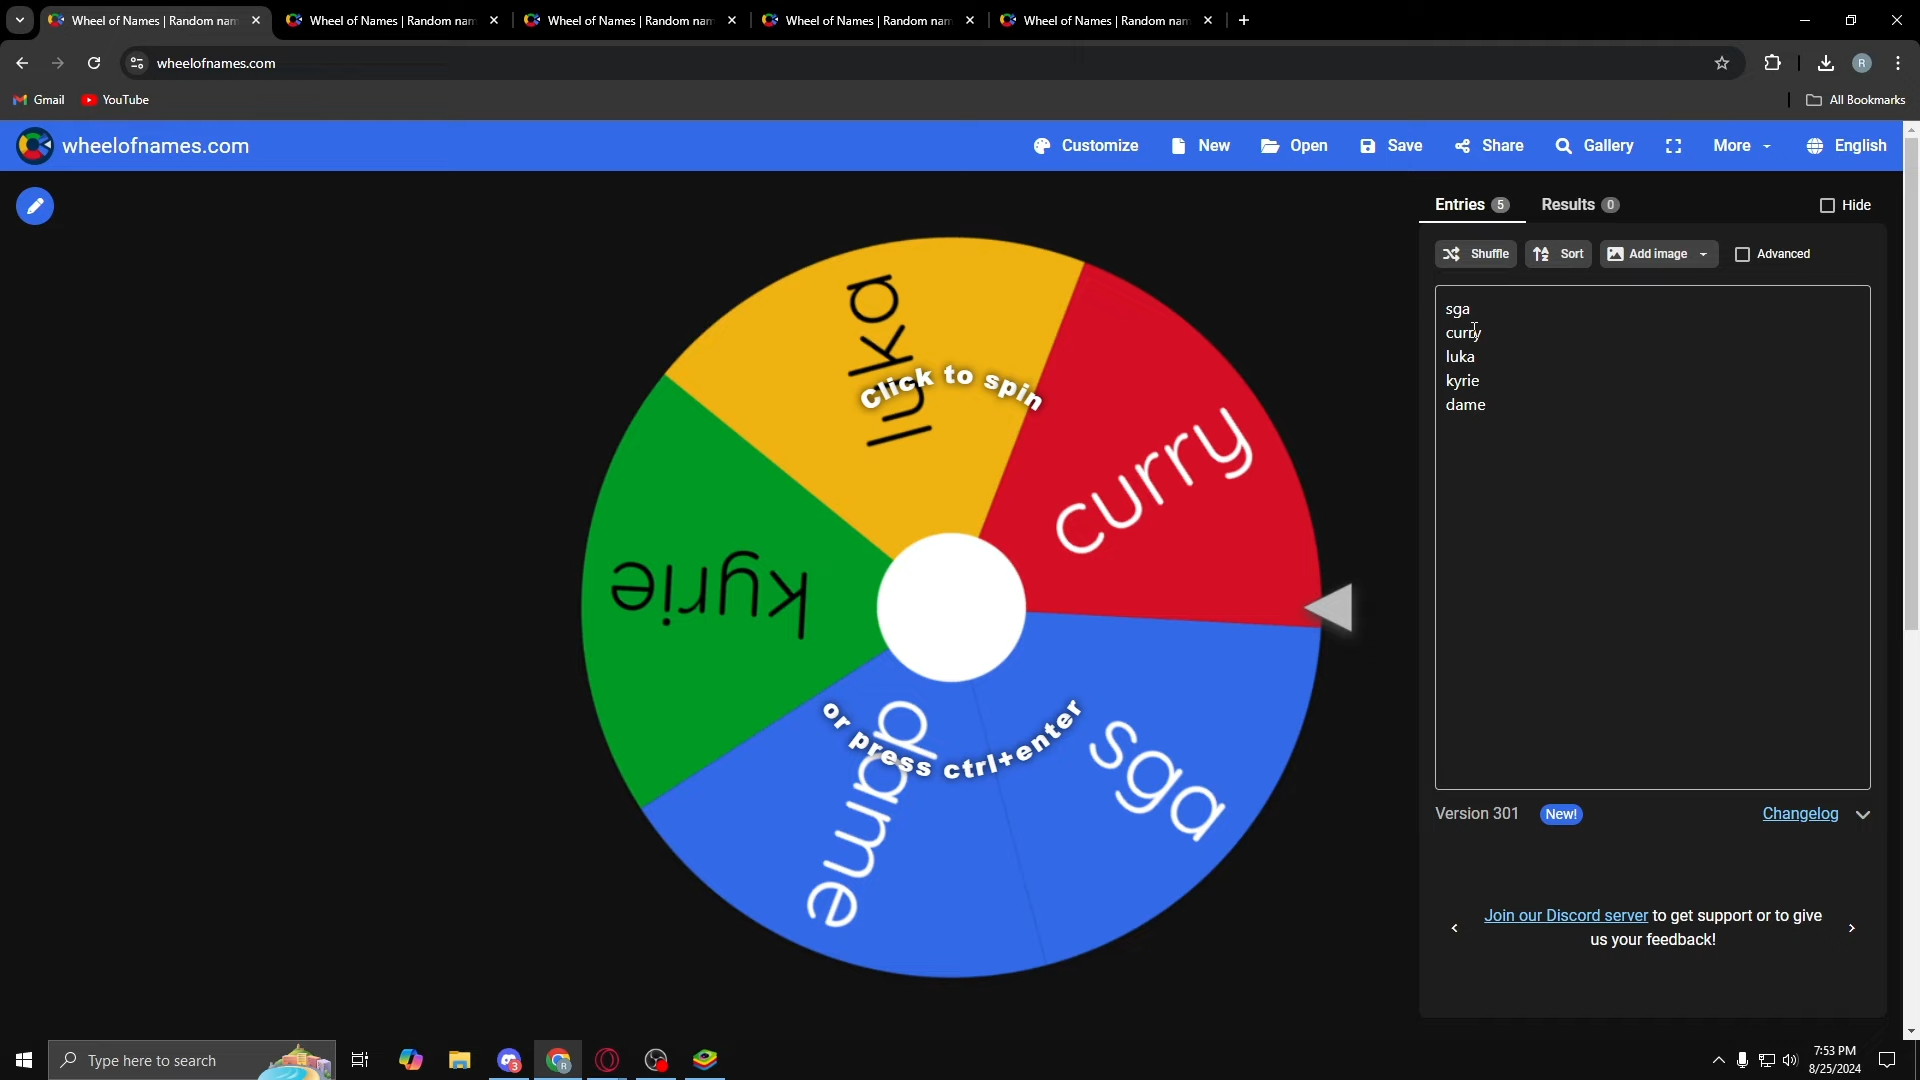 Wheel of Names | Random nam
Wheel of Names | Random nam
Wheel of Names | Random nam
Wheel of Names | Random nam
Wheel of Names | Random nam
wheelofnames.com
R
Gmail
YouTube
All Bookmarks
wheelofnames.com
Customize
New
Open
Save
Share
Gallery
More
English
Entries 5
Results 0
Hide
Shuffle
Sort
Add image
Advanced
sga
curry
luka
kyrie
dame
luka
curry
kyrie
dame
sga
Click to spin
or press ctrl+enter
Version 301
New!
Changelog
Join our Discord server to get support or to give
us your feedback!
Type here to search
3
R
7:53 PM
8/25/2024